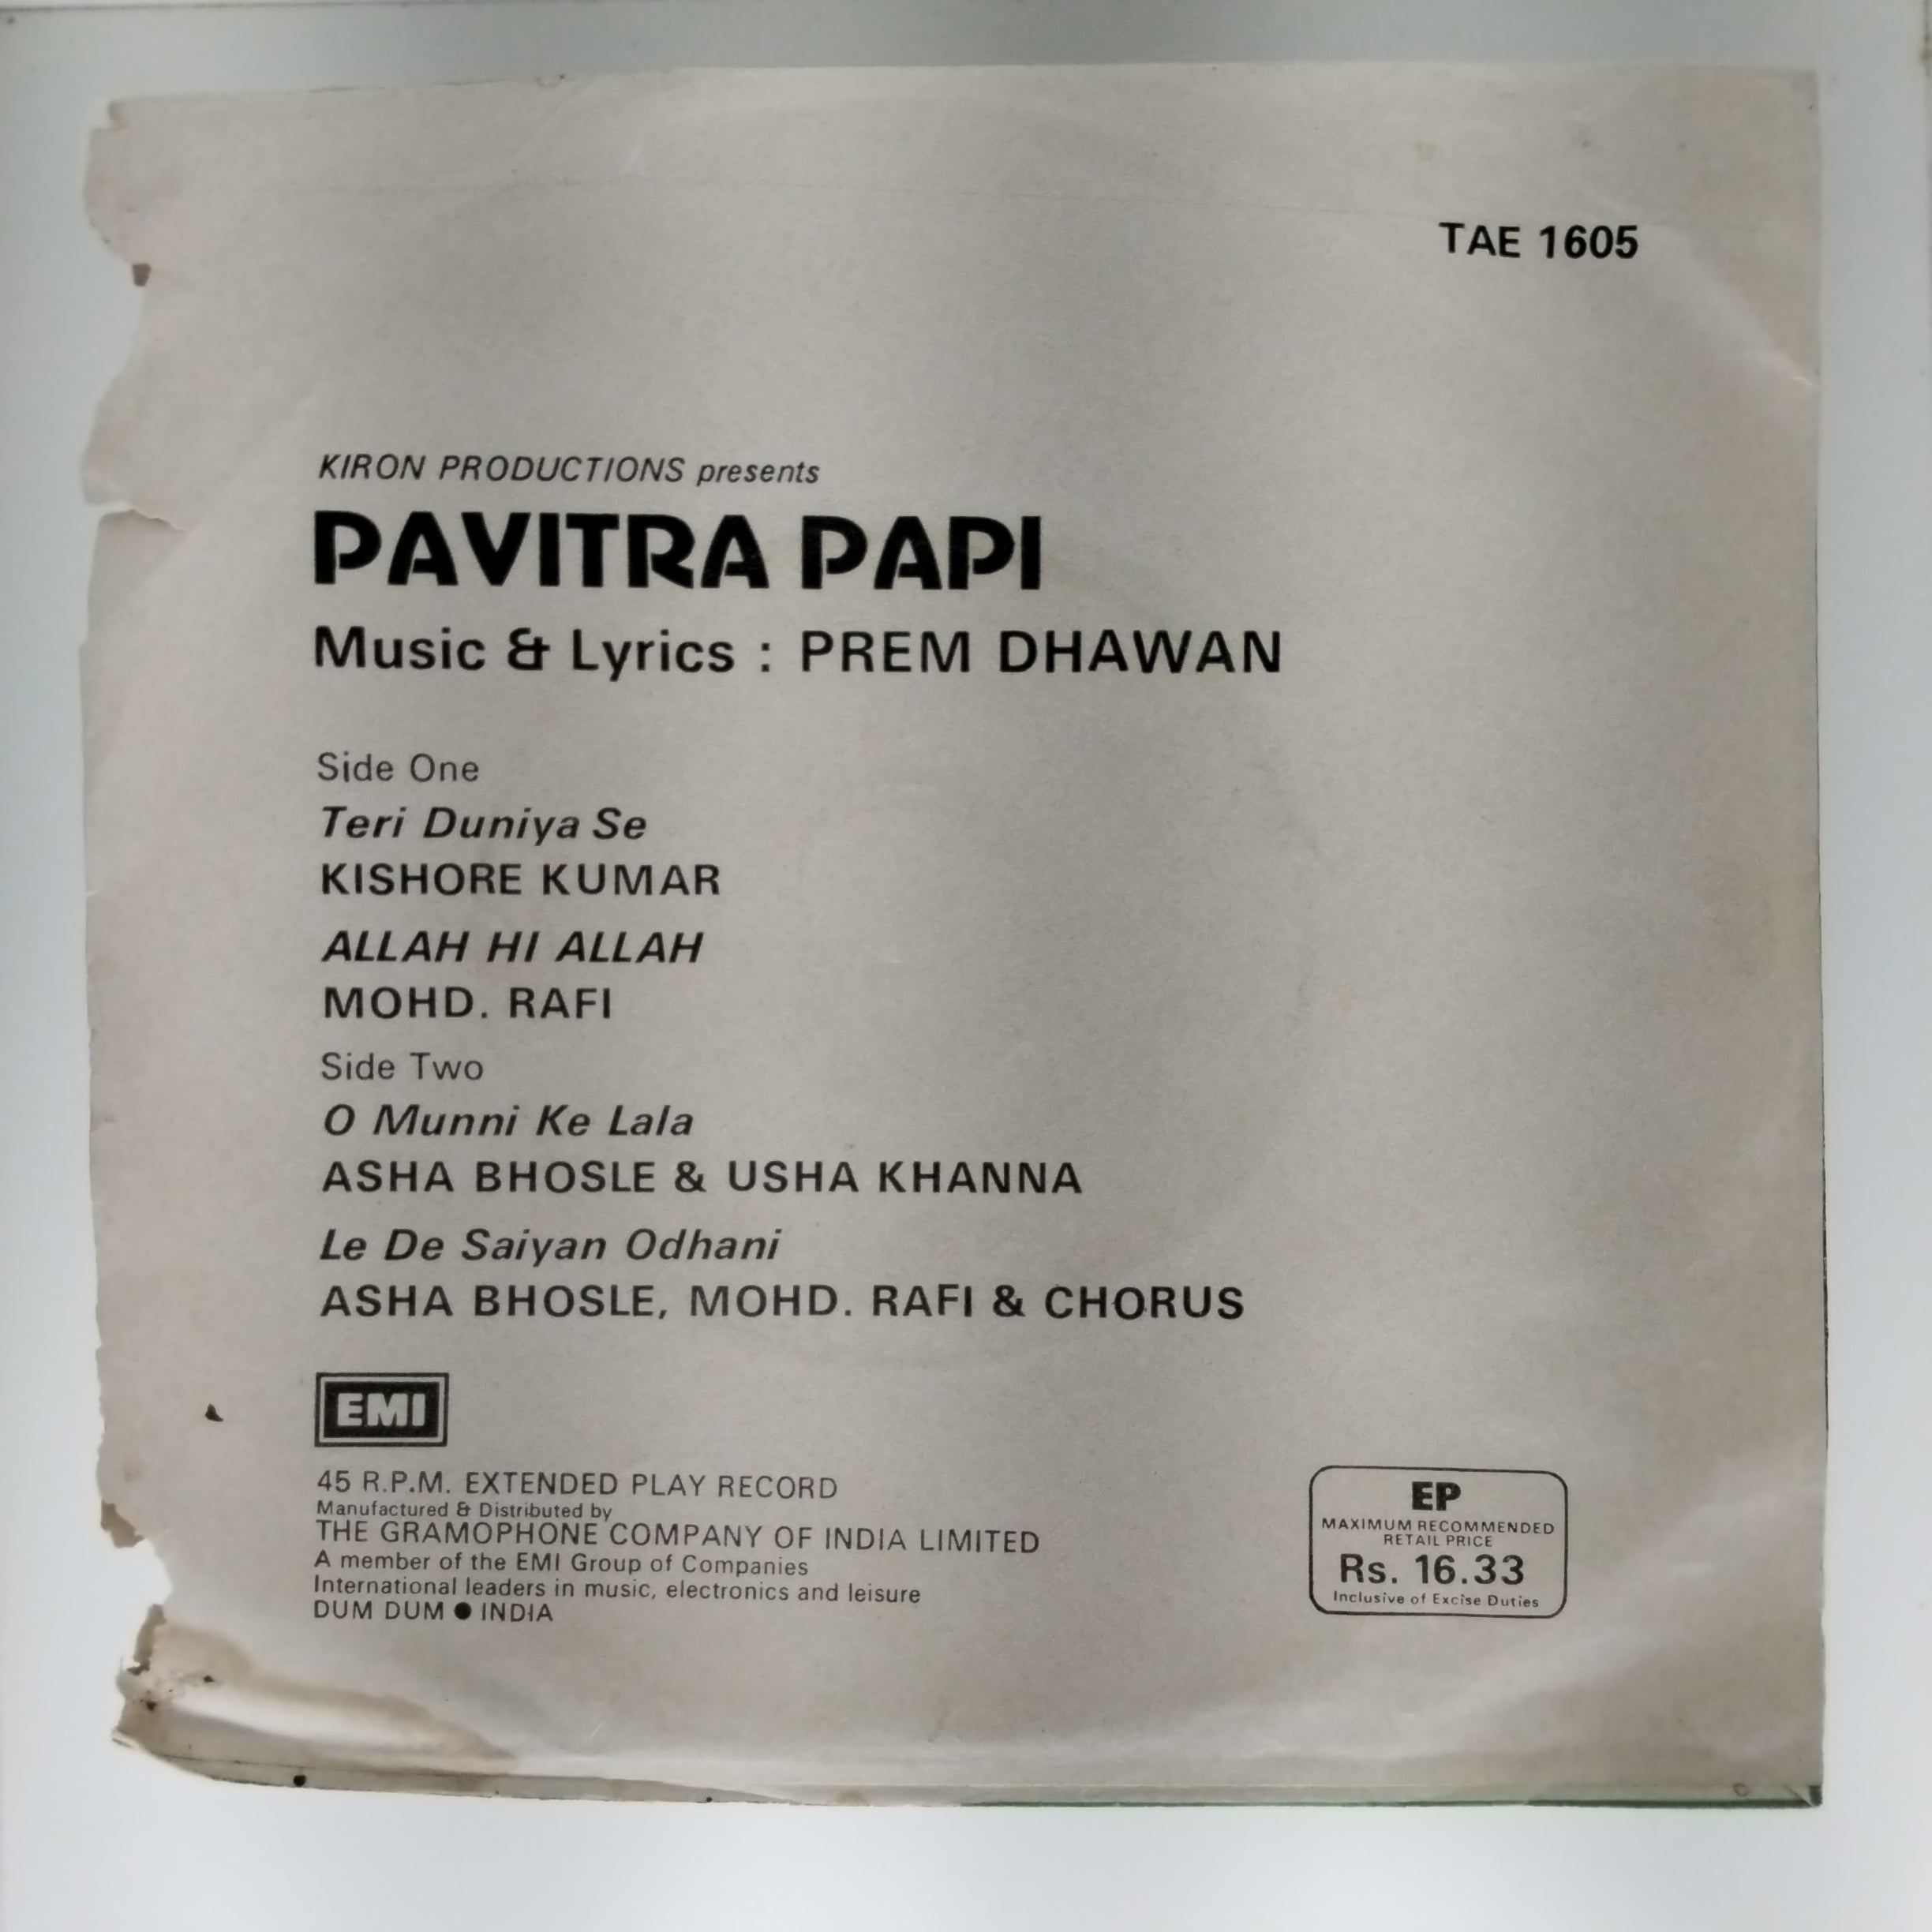 TAE 1605
KIRON PRODUCTIONS presents
PAVITRA PAPI
Music & Lyrics : PREM DHAWAN
Side One
Teri Duniya Se
KISHORE KUMAR
ALLAH HI ALLAH
MOHD. RAFI
Side Two
O Munni Ke Lala
ASHA BHOSLE & USHA KHANNA
Le De Saiyan Odhani
ASHA BHOSLE, MOHD. RAFI & CHORUS
EMI
45 R.P.M. EXTENDED PLAY RECORD
Manufactured & Distributed by
THE GRAMOPHONE COMPANY OF INDIA LIMITED
A member of the EMI Group of Companies
International leaders in music, electronics and leisure
DUM DUM ● INDIA
EP
MAXIMUM RECOMMENDED
RETAIL PRICE
Rs. 16.33
Inclusive of Excise Duties